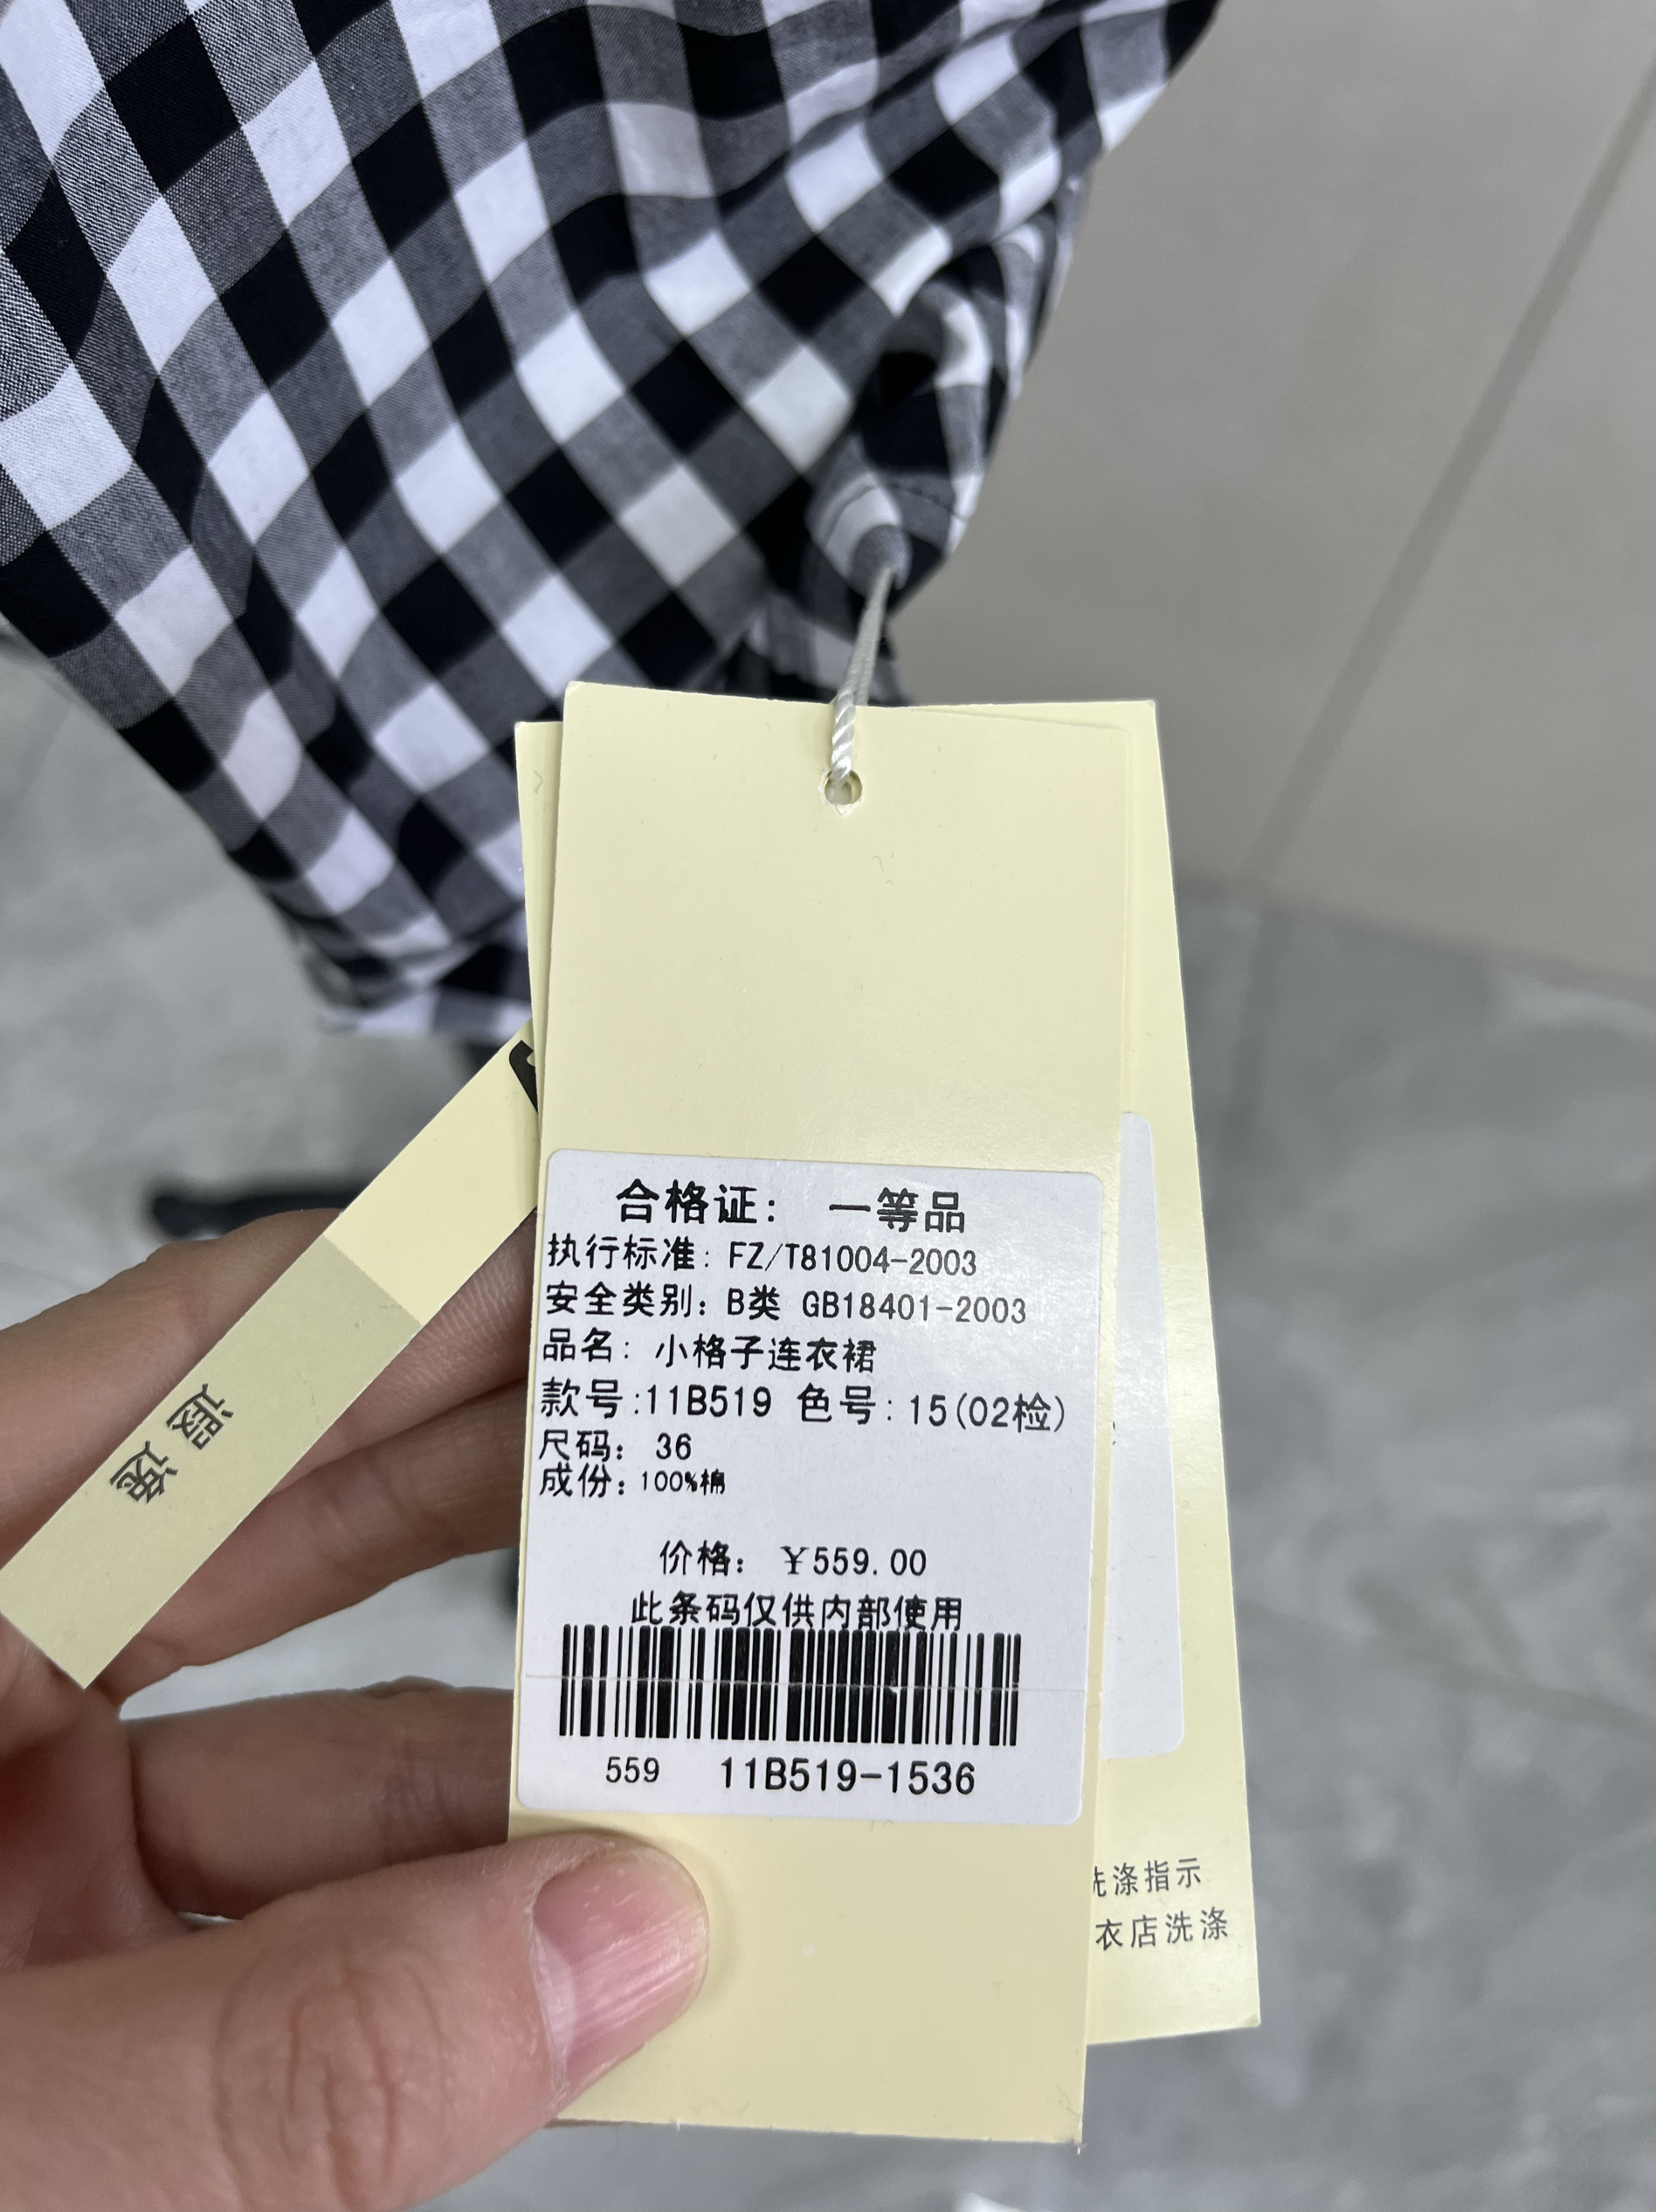 合格证： 一等品
执行标准：FZ/T81004-2003
安全类别：B类 GB18401-2003
品名：小格子连衣裙
款号:11B519 色号：15(02检)
尺码：36
成份：100%棉
价格：￥559.00
此条码仅供内部使用
559 11B519-1536
洗涤指示
衣店洗涤
遐逸